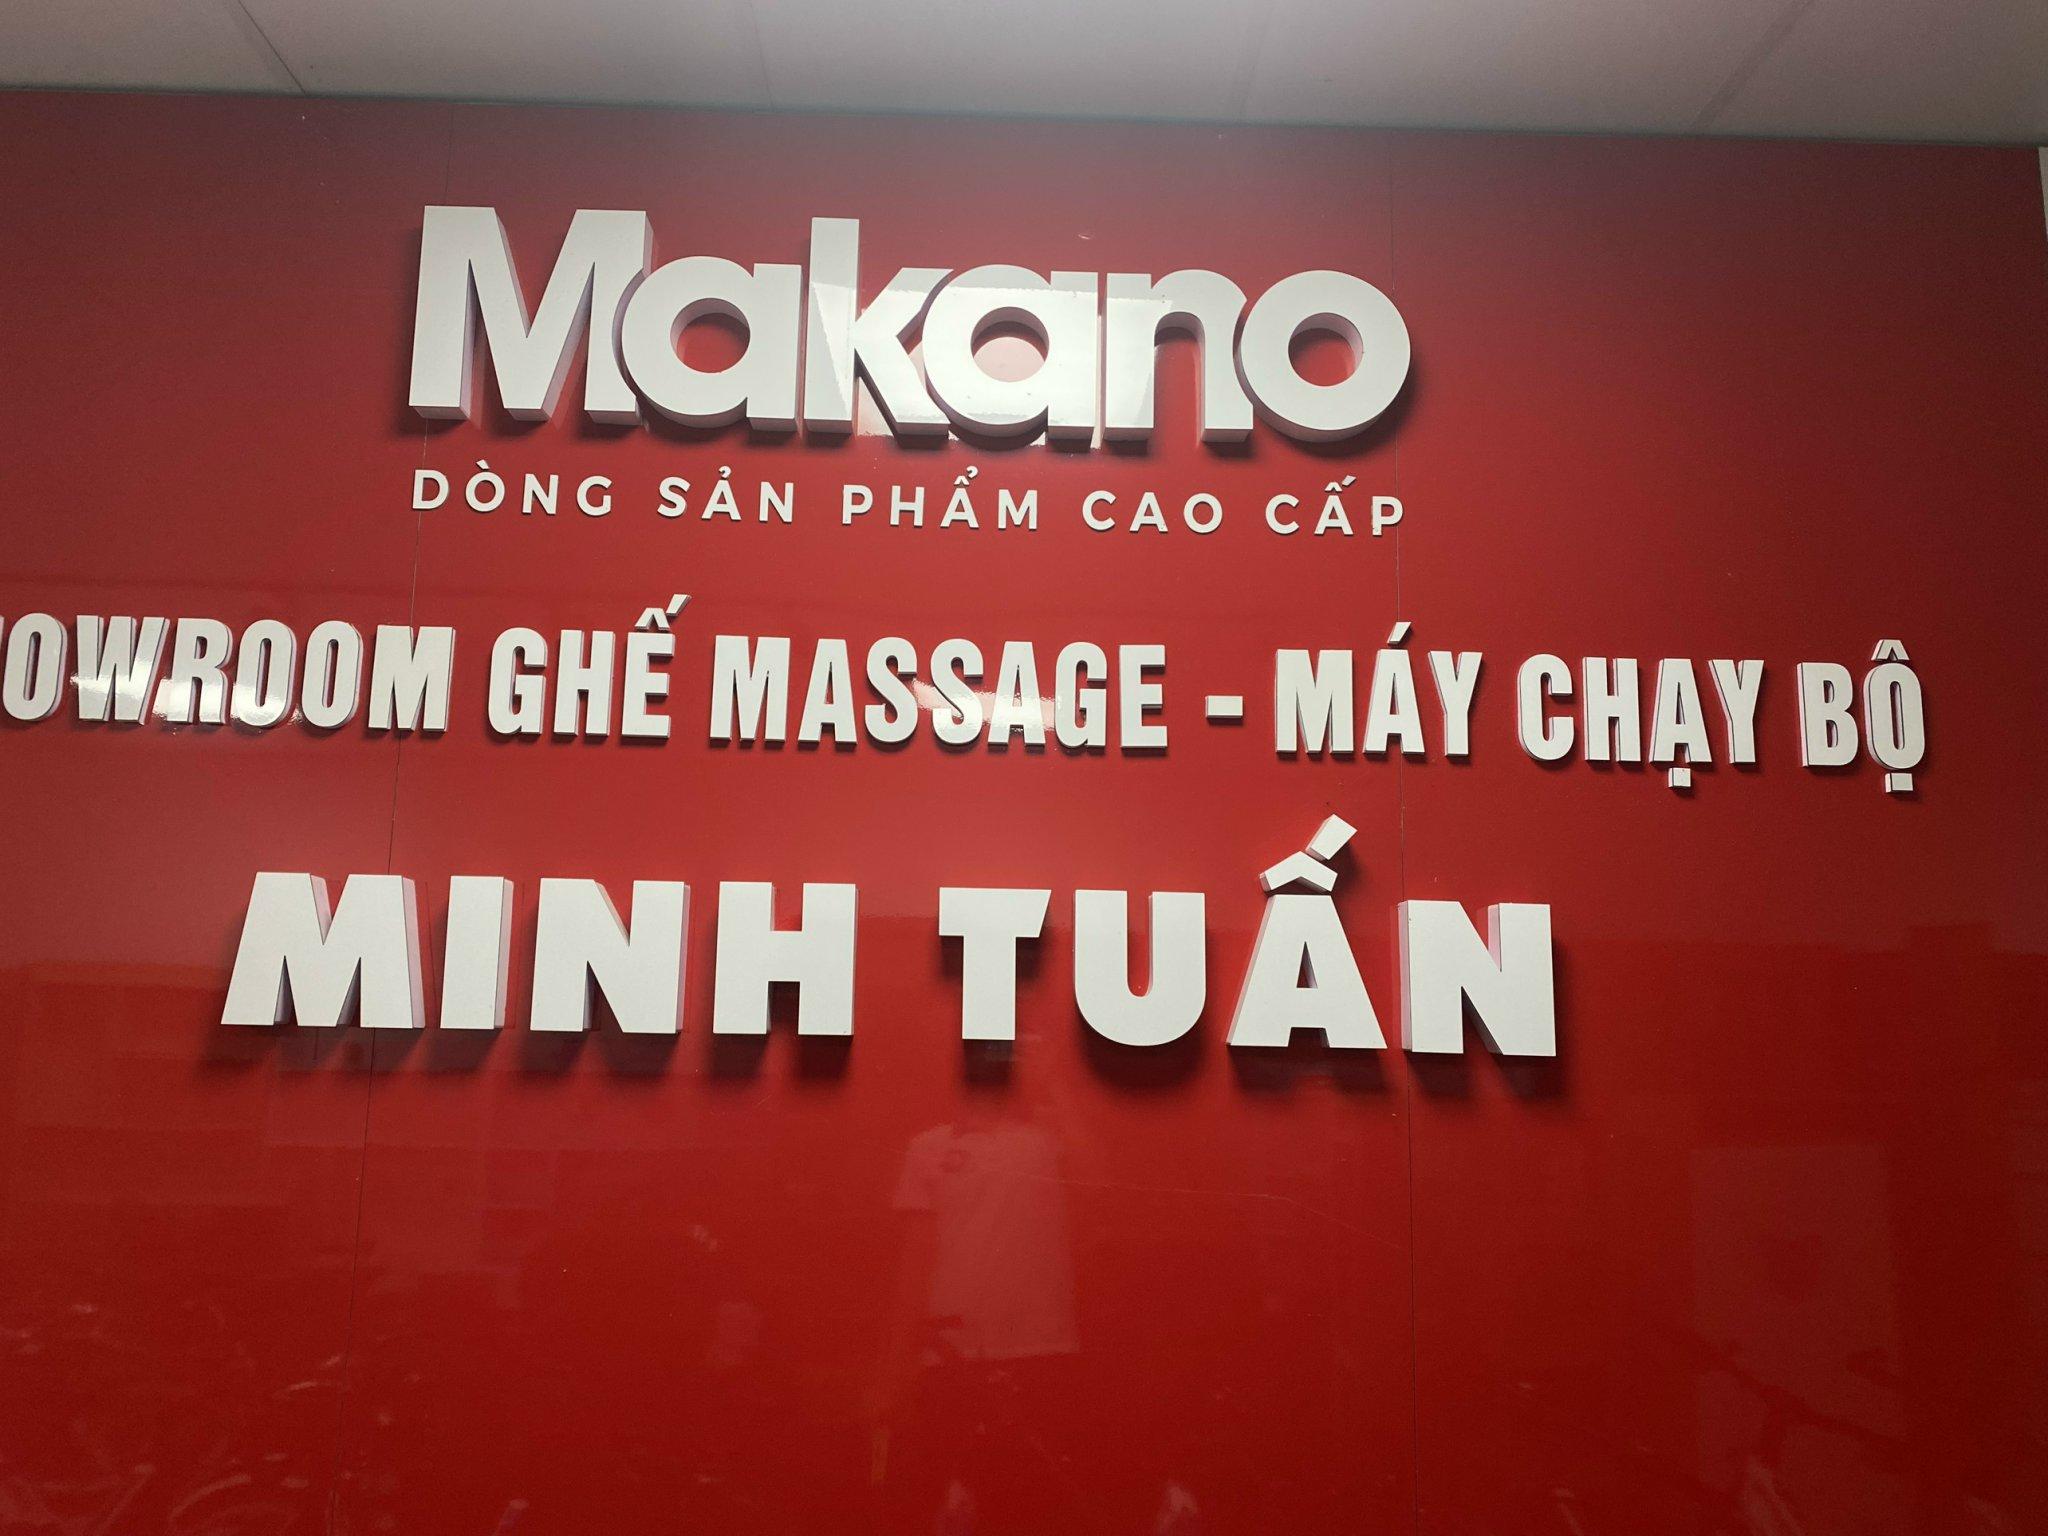 Makano
DÒNG SẢN PHẨM CAO CẤP
OWROOM GHẾ MASSAGE - MÁY CHẠY BỘ
MINH TUẤN